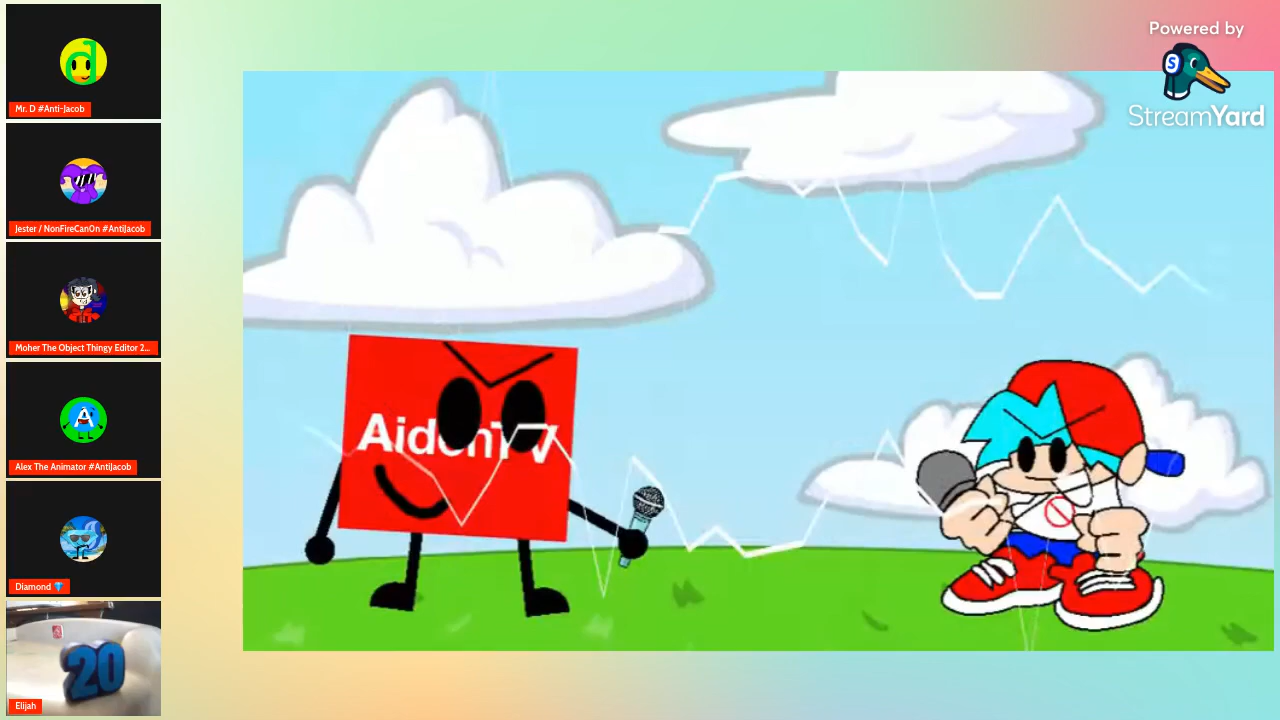 Mr. D #Anti-Jacob
Jester / NonFireCanOn #AntiJacob
Moher The Object Thingy Editor 2...
Alex The Animator #AntiJacob
Diamond
20
Elijah
A
AidenTV
Powered by
S
StreamYard